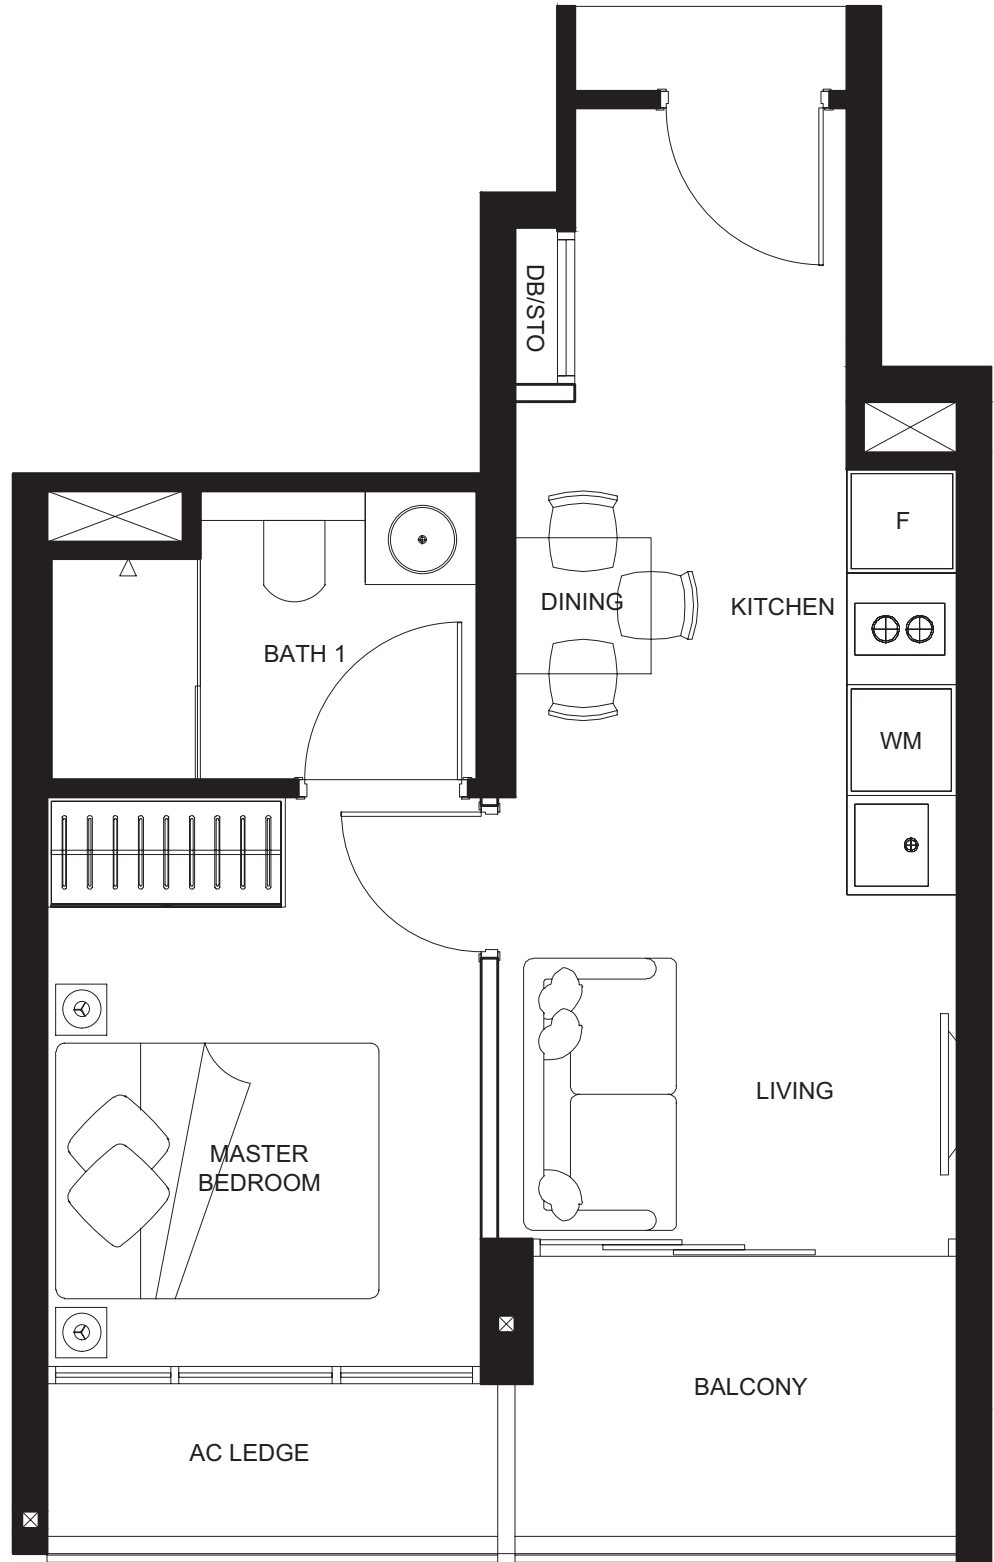 DB/STO
F
DINING
KITCHEN
BATH 1
WM
LIVING
MASTER
BEDROOM
BALCONY
AC LEDGE